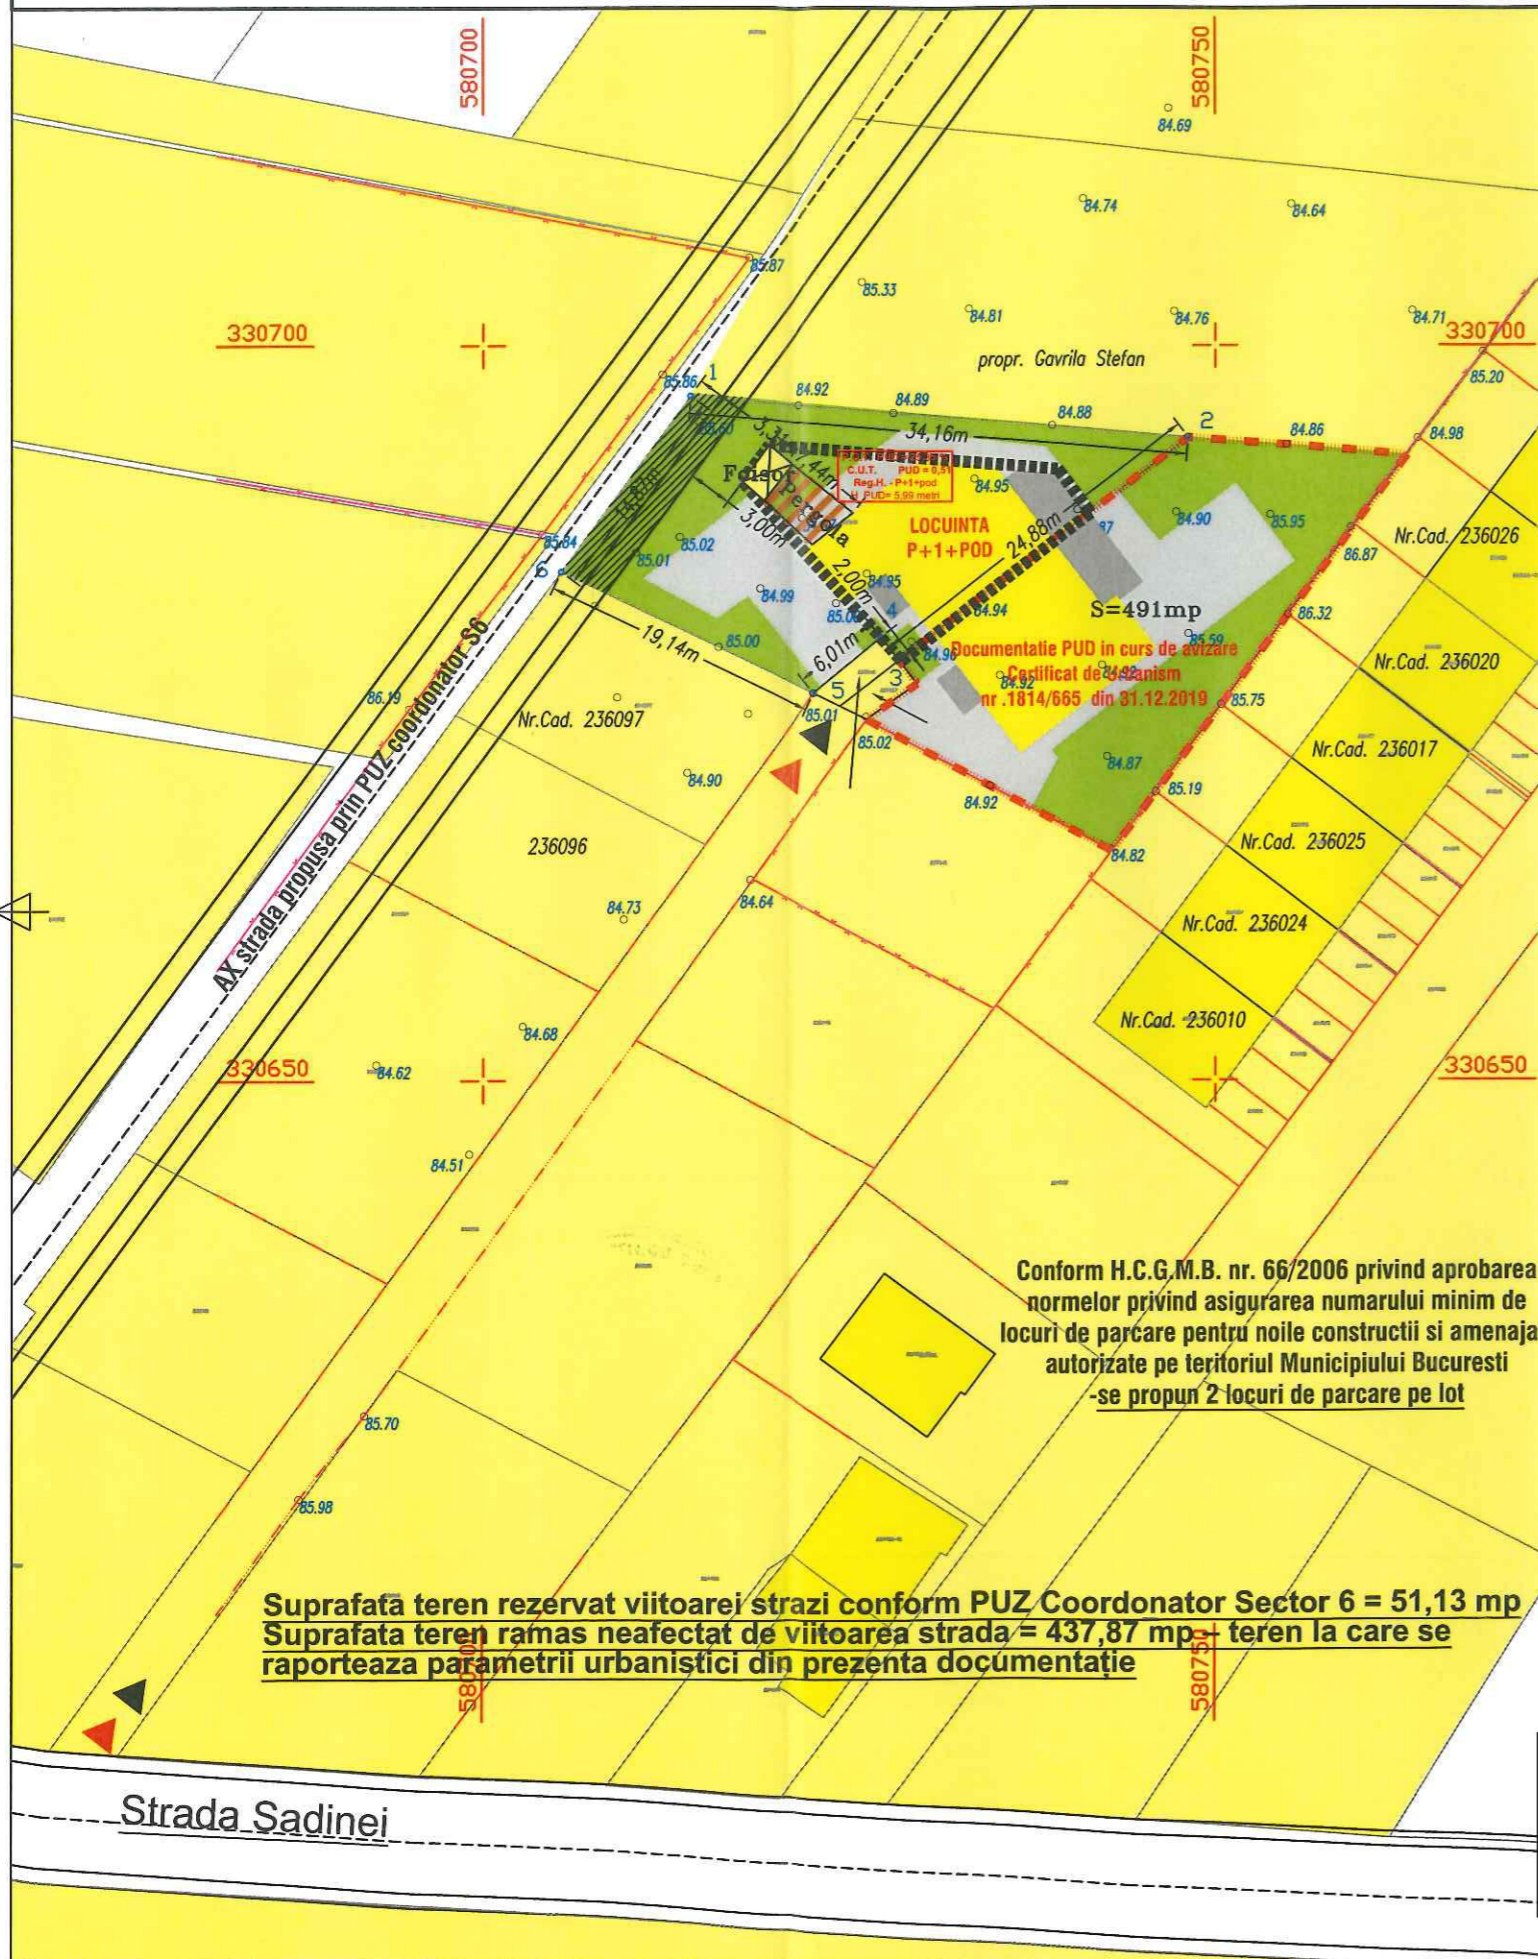 580700
580750
84.69
84.74
84.64
85.87
85.33
84.81
84.76
84.71
330700
330700
propr. Gavrila Stefan
85.20
85.86
1
84.92
84.89
84.88
2
84.86
84.98
34,16m
Foisor
Pergola
C.U.T. PUD = 0,51
Reg.H. - P+1+pod
H PUD= 5,99 metri
84.95
LOCUINTA
P+1+POD
24,88m
84.90
85.95
86.87
Nr.Cad. 236026
3,00m
85.84
6
85.01
85.02
2,00m
84.95
84.99
4
84.94
S=491mp
86.32
85.59
19,14m
85.00
6,01m
84.96
Documentatie PUD in curs de avizare
Certificat de Urbanism
nr .1814/665 din 31.12.2019
84.92
Nr.Cad. 236020
3
5
85.01
85.02
85.75
86.19
Nr.Cad. 236097
Nr.Cad. 236017
84.87
84.90
84.92
85.19
AX strada propusa prin PUZ coordonator S6
236096
84.82
Nr.Cad. 236025
84.73
84.64
Nr.Cad. 236024
Nr.Cad. 236010
84.68
330650
84.62
330650
84.51
Conform H.C.G.M.B. nr. 66/2006 privind aprobarea
normelor privind asigurarea numarului minim de
locuri de parcare pentru noile constructii si amenaja
autorizate pe teritoriul Municipiului Bucuresti
-se propun 2 locuri de parcare pe lot
85.70
85.98
Suprafata teren rezervat viitoarei strazi conform PUZ Coordonator Sector 6 = 51,13 mp
Suprafata teren ramas neafectat de viitoarea strada = 437,87 mp - teren la care se
raporteaza parametrii urbanistici din prezenta documentație
580700
580750
Strada Sadinei